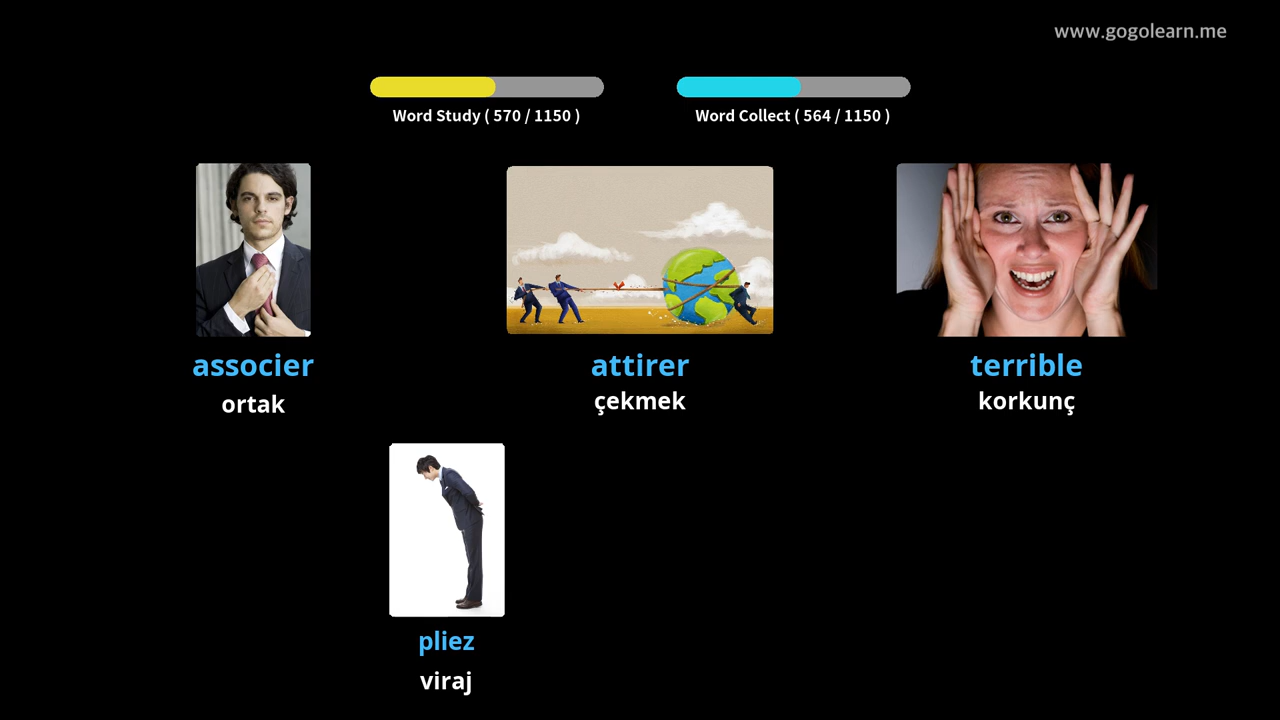 www.gogolearn.me
Word Study ( 570 / 1150 )
Word Collect ( 564 / 1150 )
associer
attirer
terrible
ortak
çekmek
korkunç
pliez
viraj